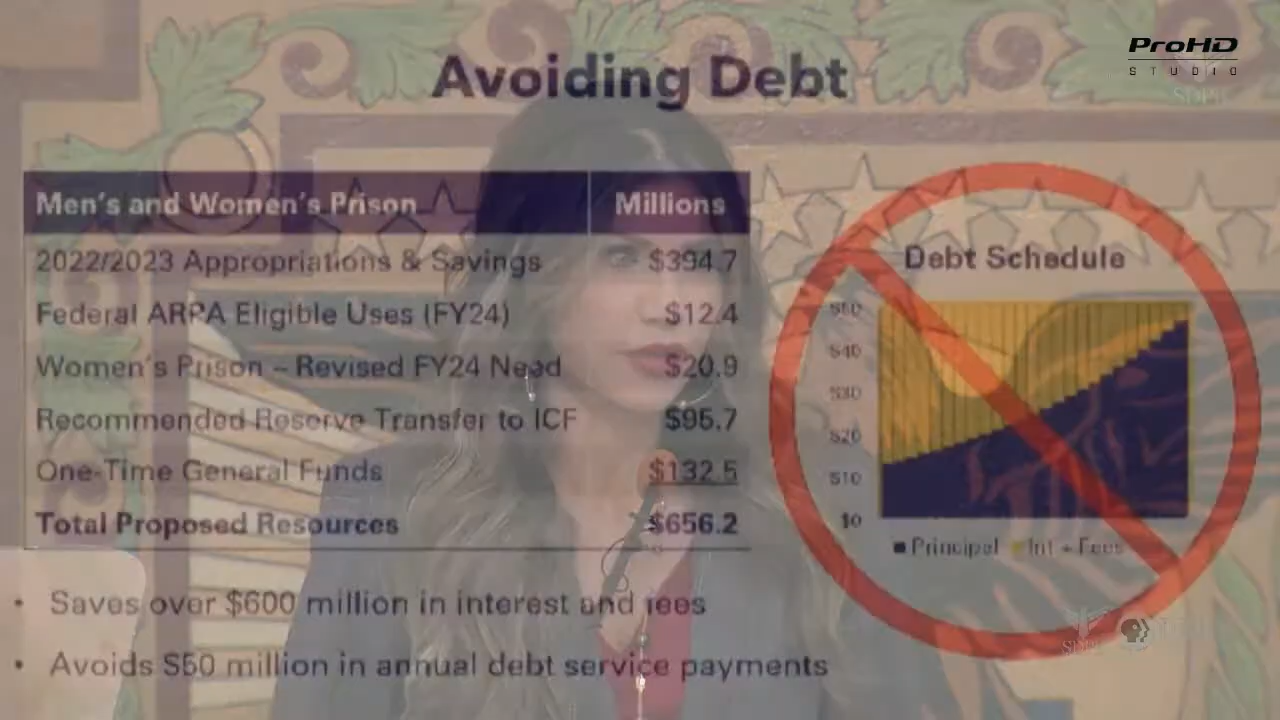 ProHD
STUDIO
Avoiding Debt
Men's and Women's Prison Millions
2022/2023 Appropriations & Savings $394.7
Federal ARPA Eligible Uses (FY24) $12.4
Women's Prison – Revised FY24 Need $20.9
Recommended Reserve Transfer to ICF $95.7
One-Time General Funds $132.5
Total Proposed Resources $656.2
Debt Schedule
$50
$40
$30
$20
$10
$0
Principal Int + Fees
• Saves over $600 million in interest and fees
• Avoids $50 million in annual debt service payments